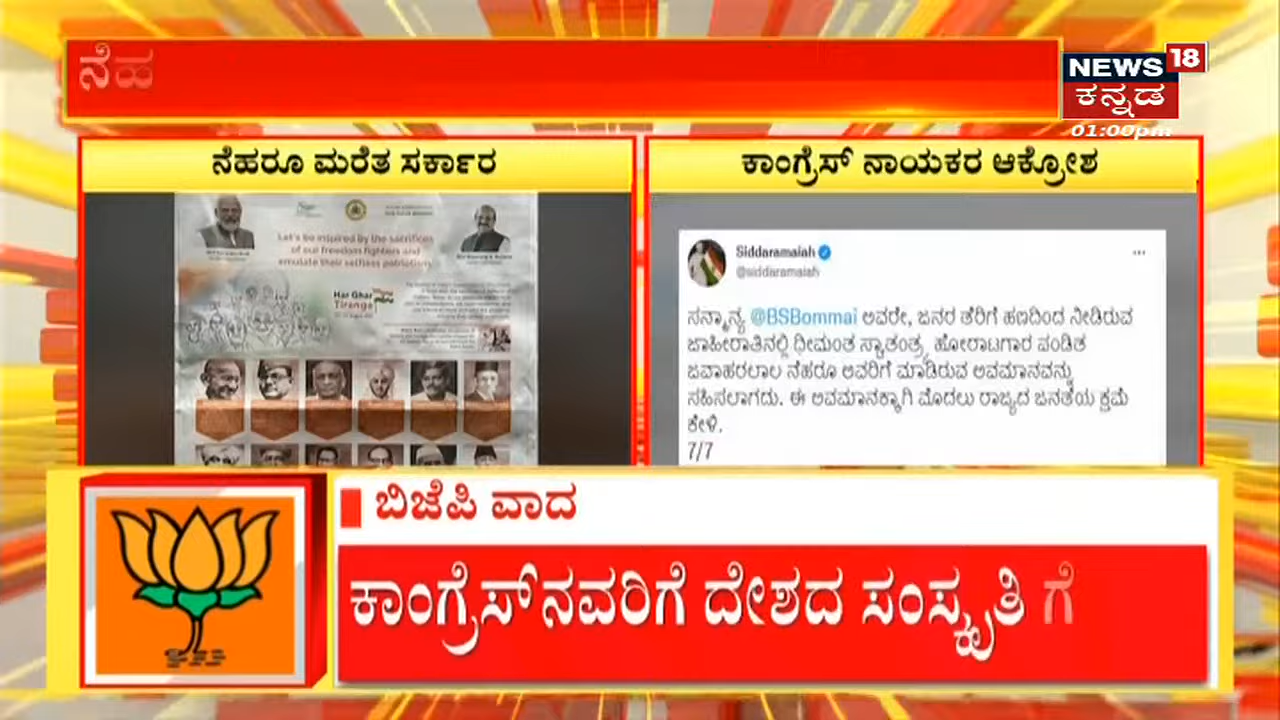 ನೆಹ
NEWS 18
ಕನ್ನಡ
01:00pm
ನೆಹರೂ ಮರೆತ ಸರ್ಕಾರ
ಕಾಂಗ್ರೆಸ್ ನಾಯಕರ ಆಕ್ರೋಶ
Let's be inspired by the sacrifices
of our freedom fighters and
emulate their selfless patriotism
Har Ghar
Tiranga
Siddaramaiah
@siddaramaiah
ಸನ್ಮಾನ್ಯ @BSBommai ಅವರೇ, ಜನರ ತೆರಿಗೆ ಹಣದಿಂದ ನೀಡಿರುವ
ಜಾಹೀರಾತಿನಲ್ಲಿ ಧೀಮಂತ ಸ್ವಾತಂತ್ರ್ಯ ಹೋರಾಟಗಾರ ಪಂಡಿತ
ಜವಾಹರಲಾಲ ನೆಹರೂ ಅವರಿಗೆ ಮಾಡಿರುವ ಅವಮಾನವನ್ನು
ಸಹಿಸಲಾಗದು. ಈ ಅವಮಾನಕ್ಕಾಗಿ ಮೊದಲು ರಾಜ್ಯದ ಜನತೆಯ ಕ್ಷಮೆ
ಕೇಳಿ.
7/7
ಬಿಜೆಪಿ ವಾದ
ಕಾಂಗ್ರೆಸ್‌ನವರಿಗೆ ದೇಶದ ಸಂಸ್ಕೃತಿ ಗೆ